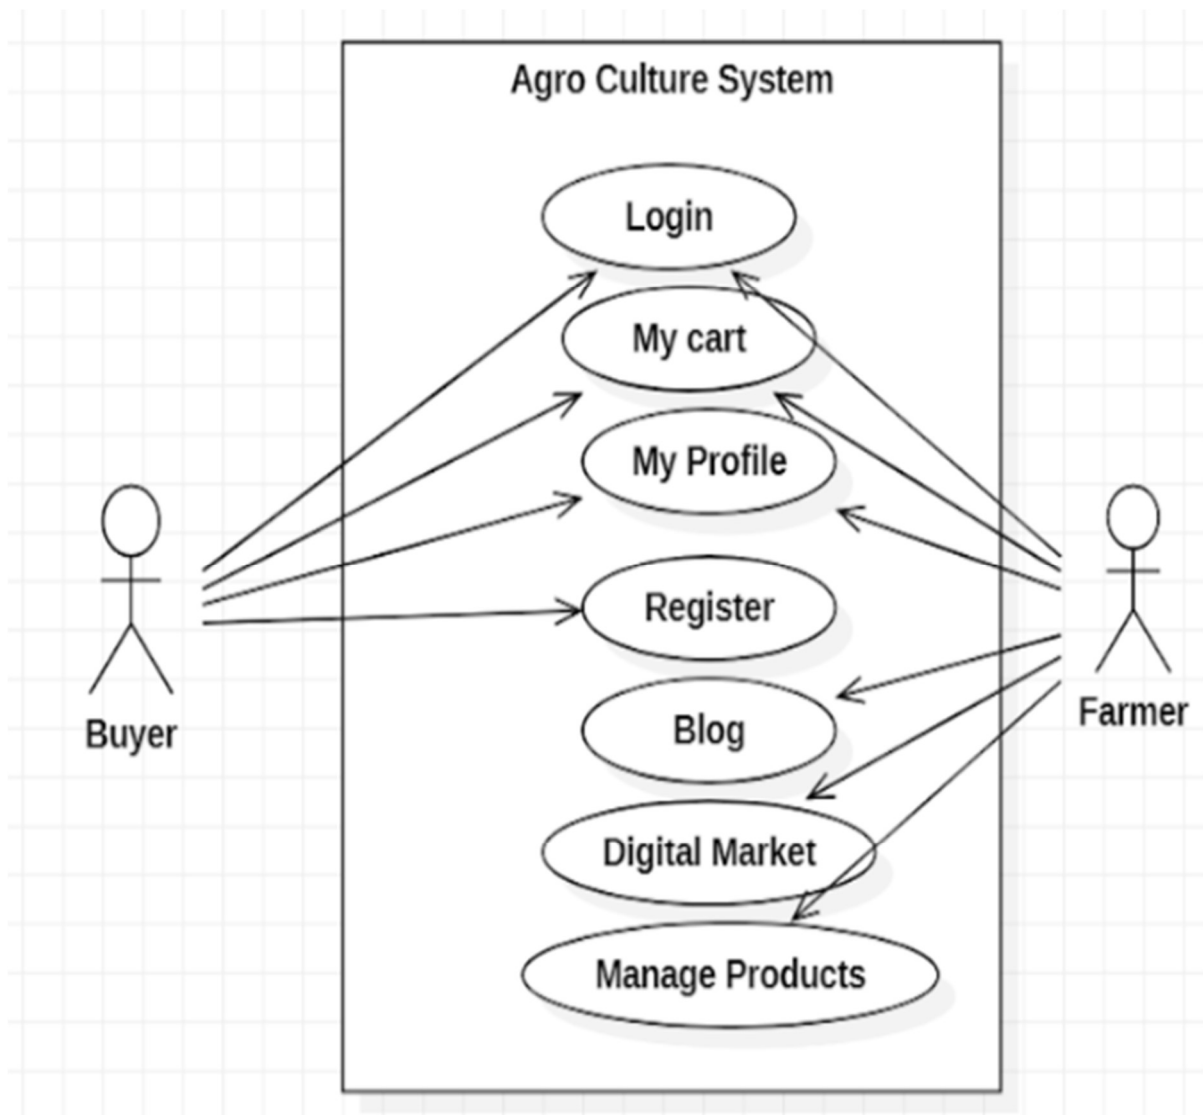 Agro Culture System
Login
My cart
My Profile
Register
Blog
Digital Market
Manage Products
Buyer
Farmer